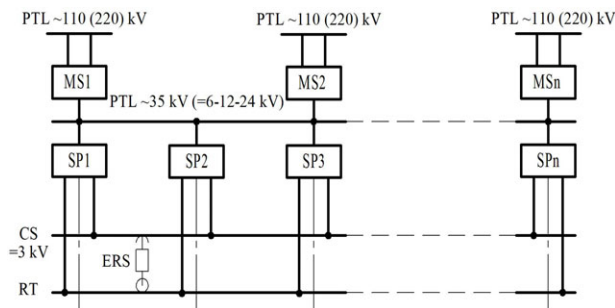 PTL ~110 (220) kV PTL ~110 (220) kV PTL ~110 (220) kV
MS1 MS2 MSn
PTL ~35 kV (=6-12-24 kV)
SP1 SP2 SP3 SPn
CS
=3 kV
ERS
RT